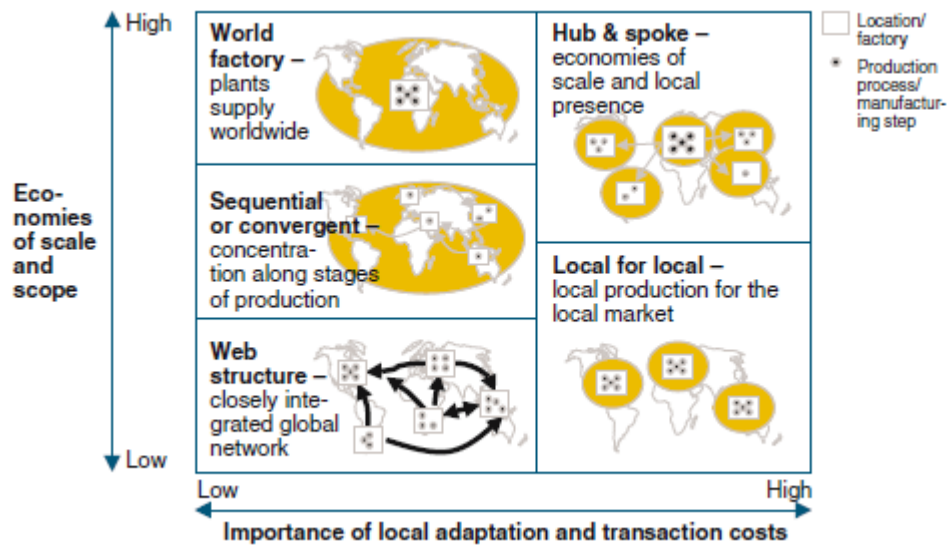 High
Eco-
nomies
of scale
and
scope
Low
World
factory –
plants
supply
worldwide
Sequential
or convergent –
concentra-
tion along stages
of production
Web
structure –
closely inte-
grated global
network
Hub & spoke –
economies of
scale and local
presence
Local for local –
local production for the
local market
Location/
factory
Production
process/
manufactur-
ing step
Low
High
Importance of local adaptation and transaction costs